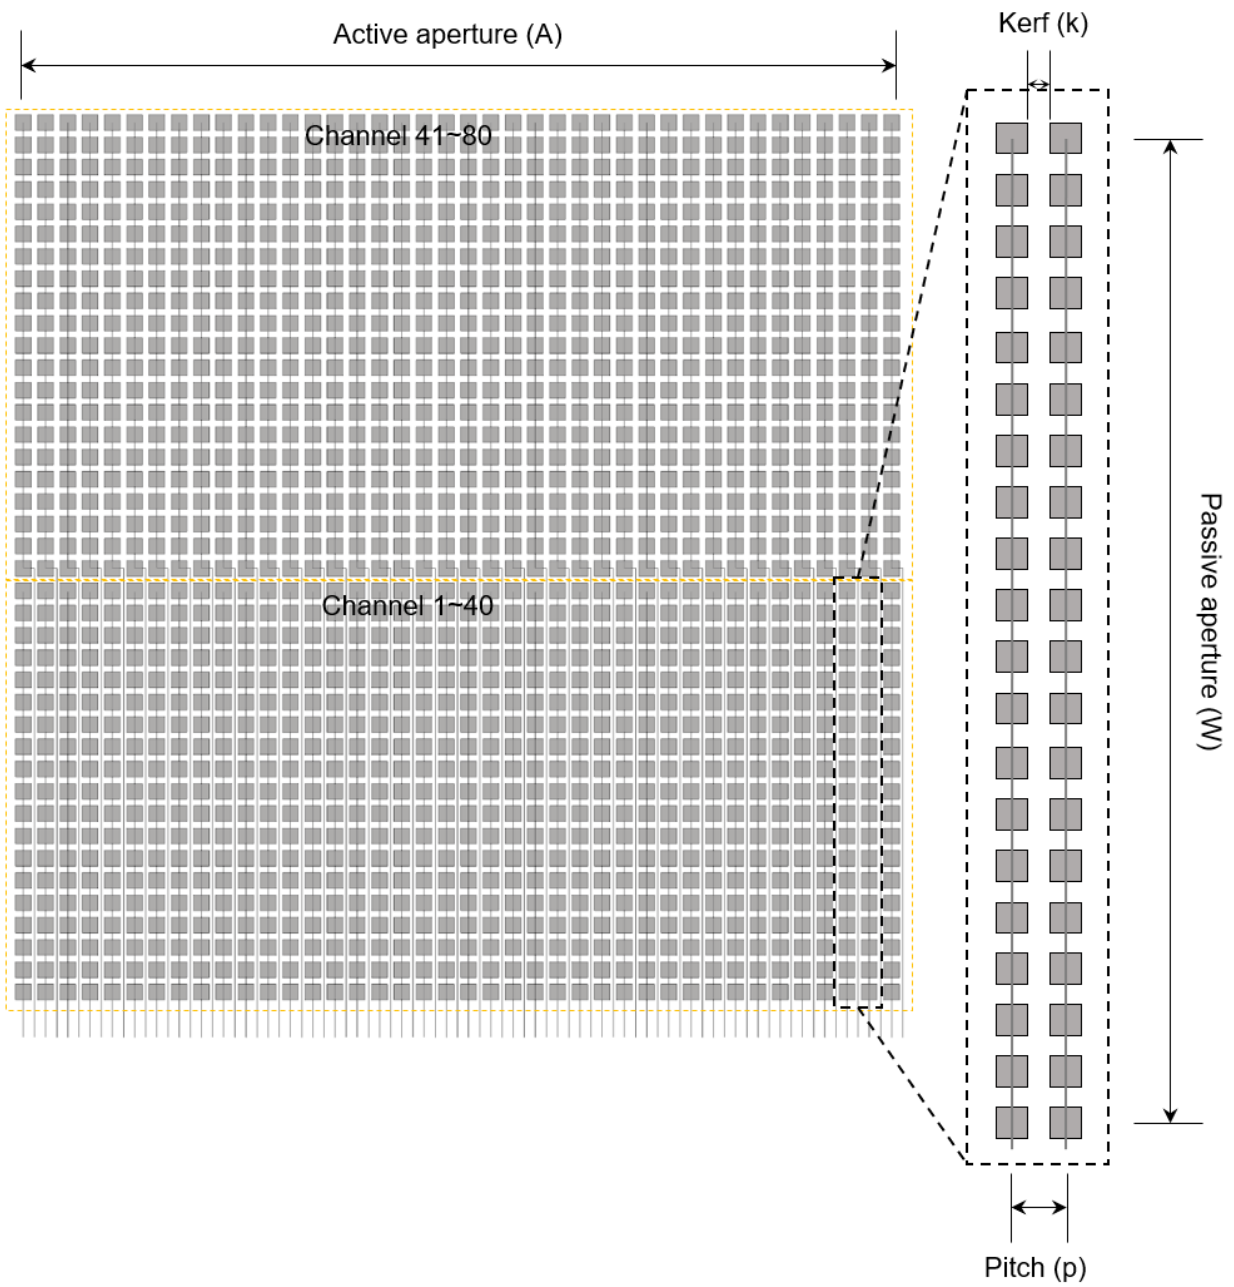 Active aperture (A)
Kerf (k)
Channel 41~80
Channel 1~40
Passive aperture (W)
Pitch (p)